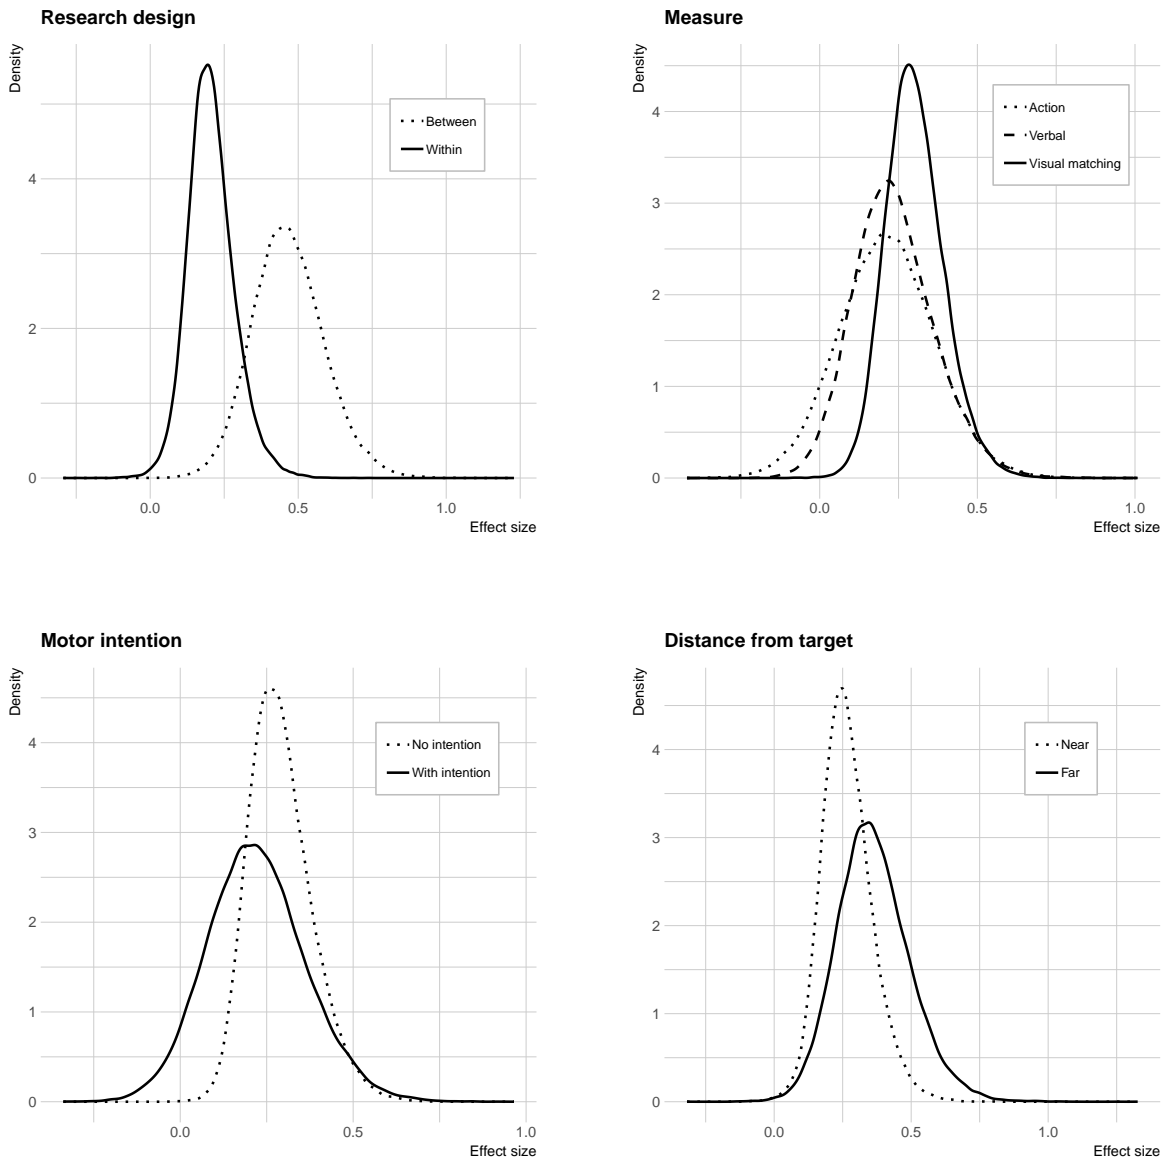 Research design
Density
4
2
0
0.0 0.5 1.0
Effect size
Between
Within
Measure
Density
4
3
2
1
0
0.0 0.5 1.0
Effect size
Action
Verbal
Visual matching
Motor intention
Density
4
3
2
1
0
0.0 0.5 1.0
Effect size
No intention
With intention
Distance from target
Density
4
3
2
1
0
0.0 0.5 1.0
Effect size
Near
Far